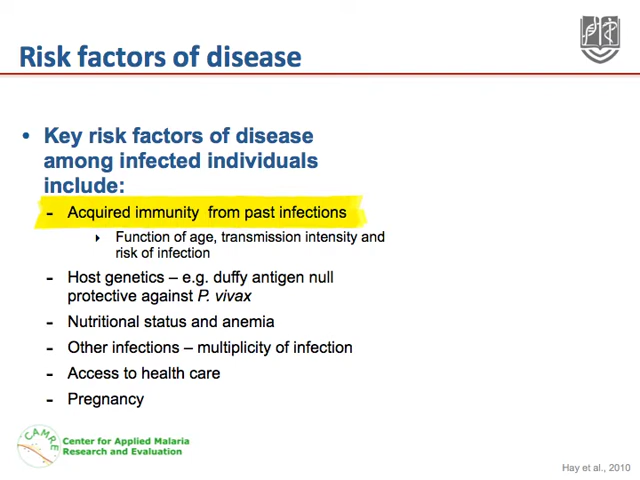 Risk factors of disease
• Key risk factors of disease
among infected individuals
include:
- Acquired immunity from past infections
Function of age, transmission intensity and
risk of infection
- Host genetics – e.g. duffy antigen null
protective against P. vivax
- Nutritional status and anemia
- Other infections – multiplicity of infection
- Access to health care
- Pregnancy
CAMRE
Center for Applied Malaria
Research and Evaluation
Hay et al., 2010